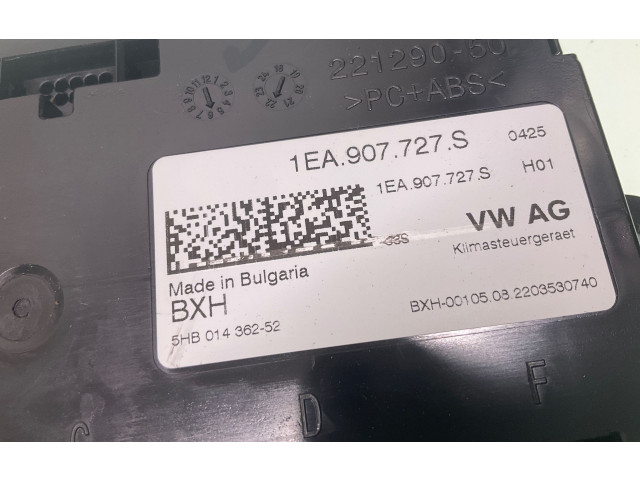 221290-50
>PC+ABS<
1EA.907.727.S 0425
1EA.907.727.S H01
VW AG
Klimasteuergeraet
Made in Bulgaria
BXH
BXH-00105.03.2203530740
5HB 014 362-52
C D F